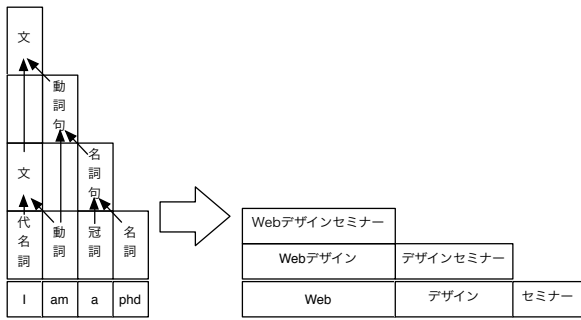 文
動詞句
文
名詞句
代名詞
動詞
冠詞
名詞
I
am
a
phd
Webデザインセミナー
Webデザイン
デザインセミナー
Web
デザイン
セミナー